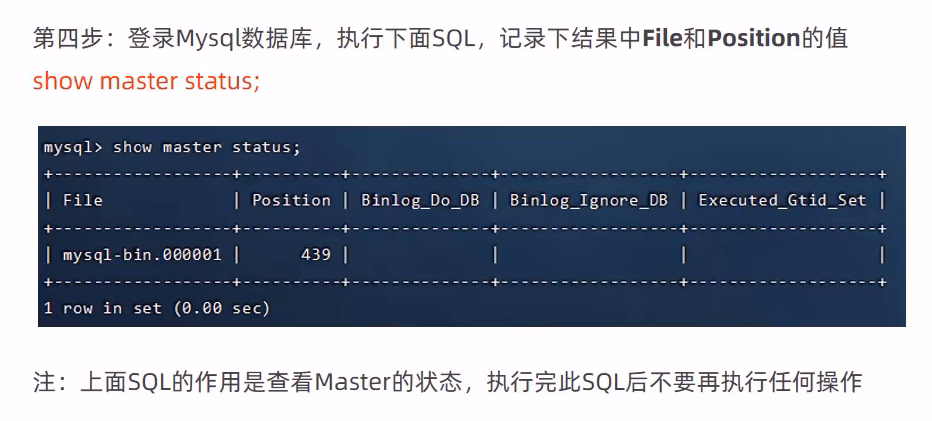 第四步：登录Mysql数据库，执行下面SQL，记录下结果中File和Position的值
show master status;
mysql> show master status;
+------------------+----------+--------------+------------------+-------------------+
| File             | Position | Binlog_Do_DB | Binlog_Ignore_DB | Executed_Gtid_Set |
+------------------+----------+--------------+------------------+-------------------+
| mysql-bin.000001 |      439 |              |                  |                   |
+------------------+----------+--------------+------------------+-------------------+
1 row in set (0.00 sec)
注：上面SQL的作用是查看Master的状态，执行完此SQL后不要再执行任何操作